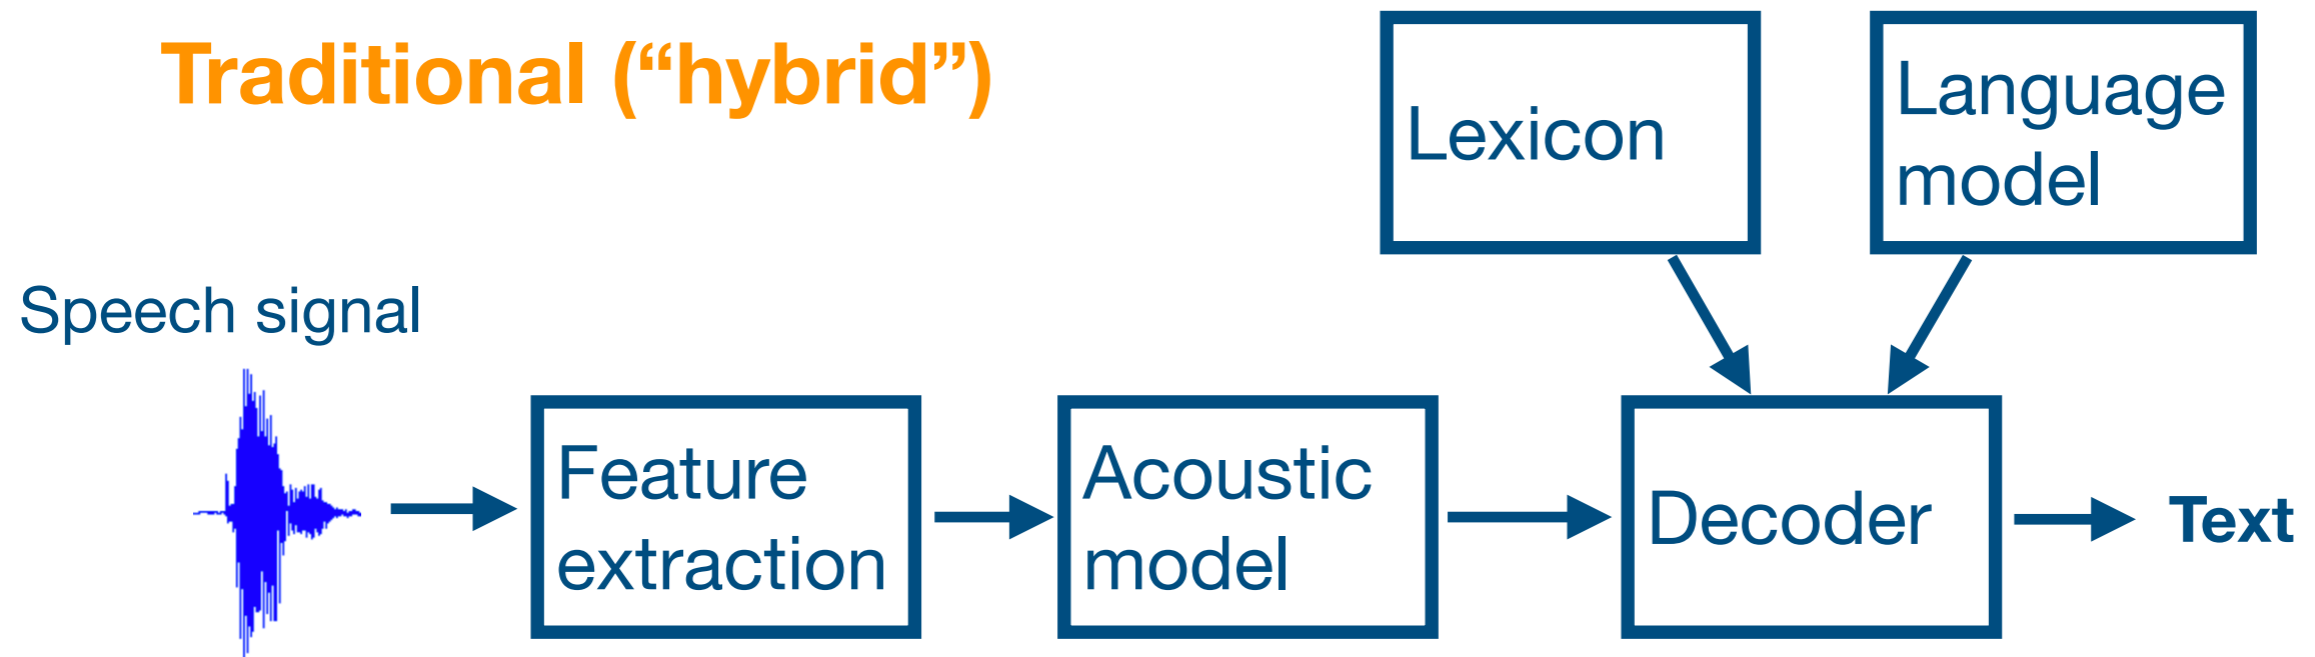 Traditional (“hybrid”)
Lexicon
Language
model
Speech signal
Feature
extraction
Acoustic
model
Decoder
Text